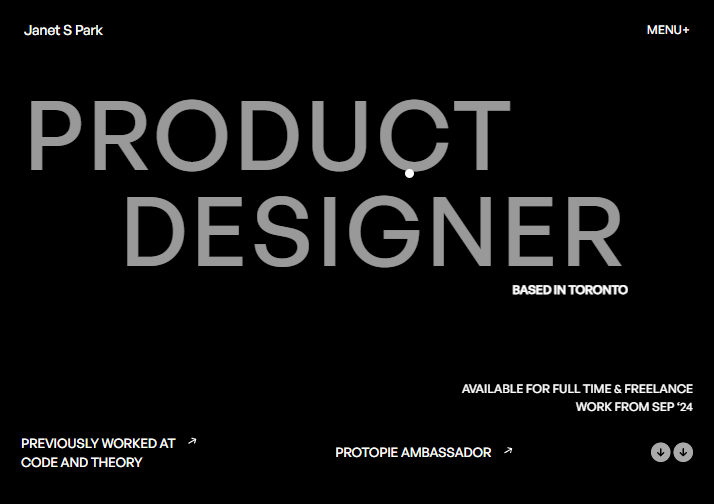 Janet S Park
MENU+
PRODUCT
DESIGNER
BASED IN TORONTO
AVAILABLE FOR FULL TIME & FREELANCE
WORK FROM SEP ‘24
PREVIOUSLY WORKED AT
CODE AND THEORY
PROTOPIE AMBASSADOR